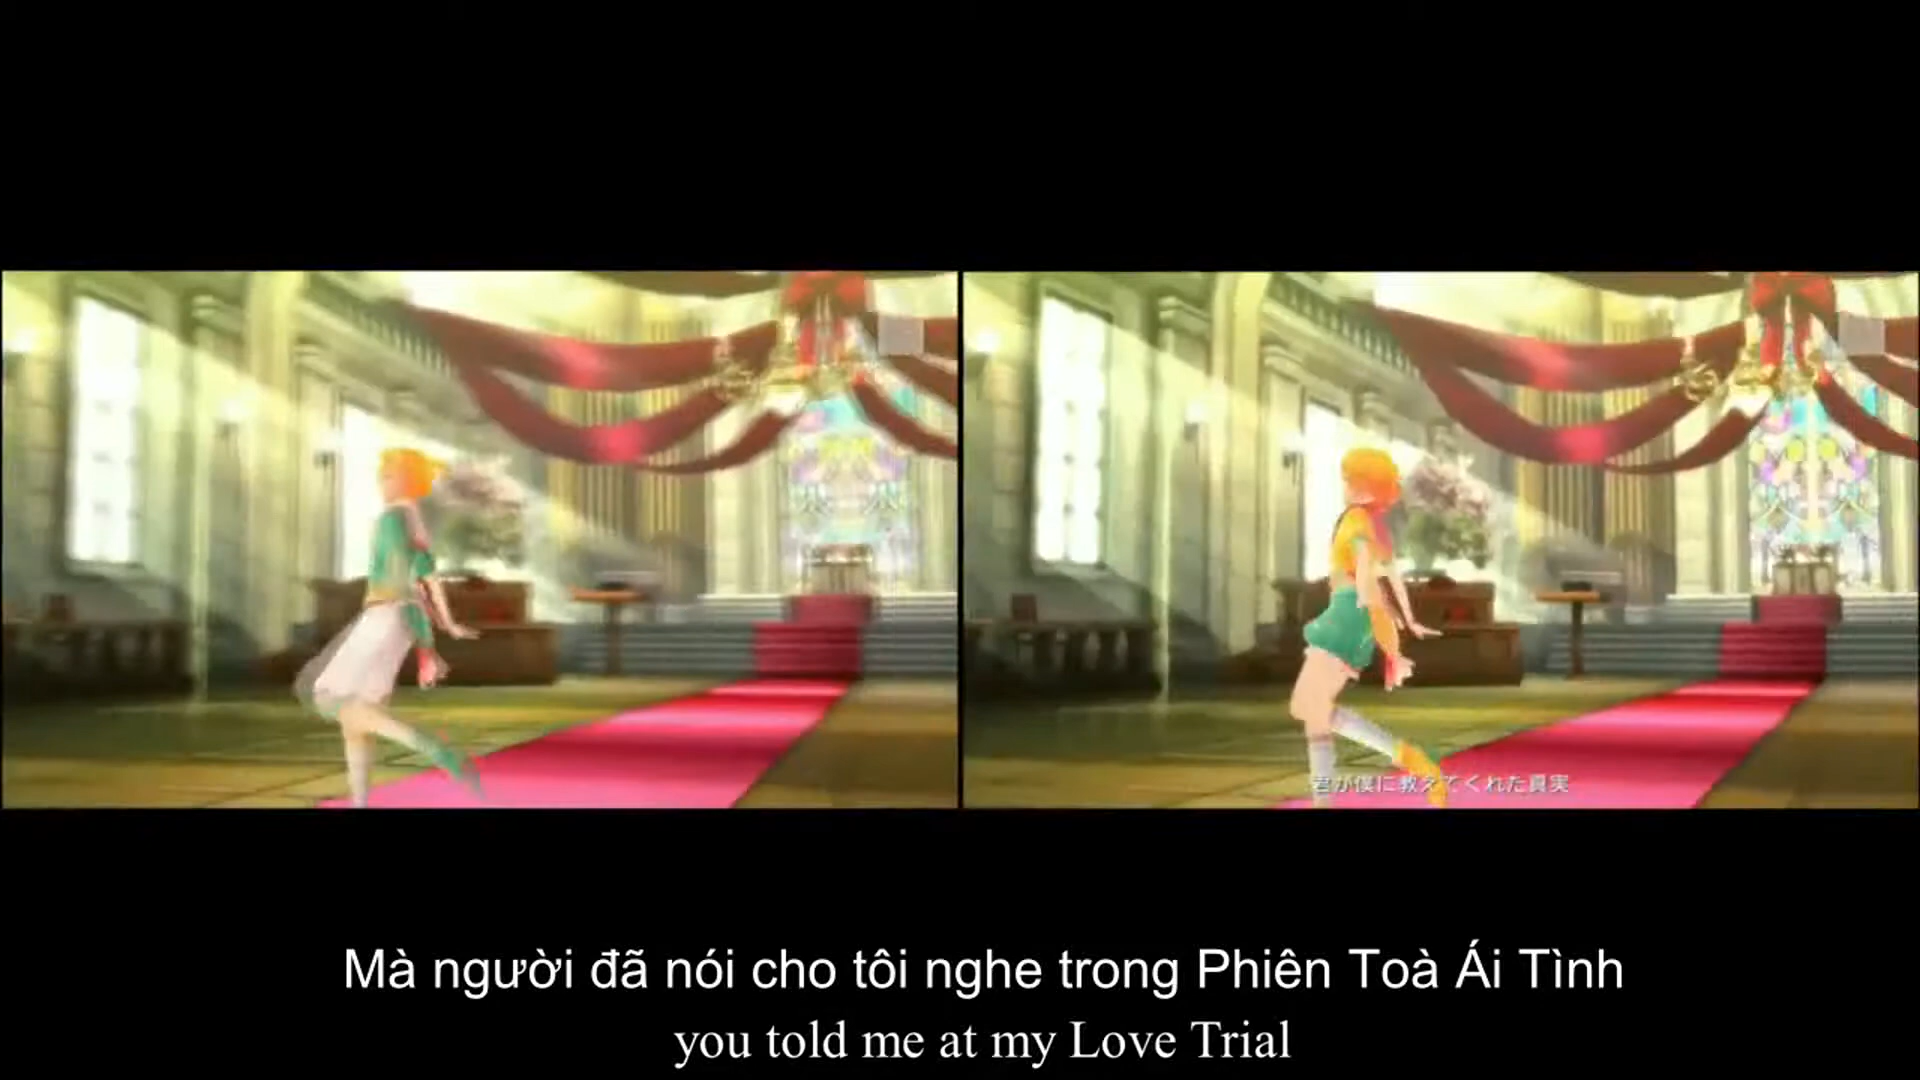 君が僕に教えてくれた真実
Mà người đã nói cho tôi nghe trong Phiên Toà Ái Tình
you told me at my Love Trial